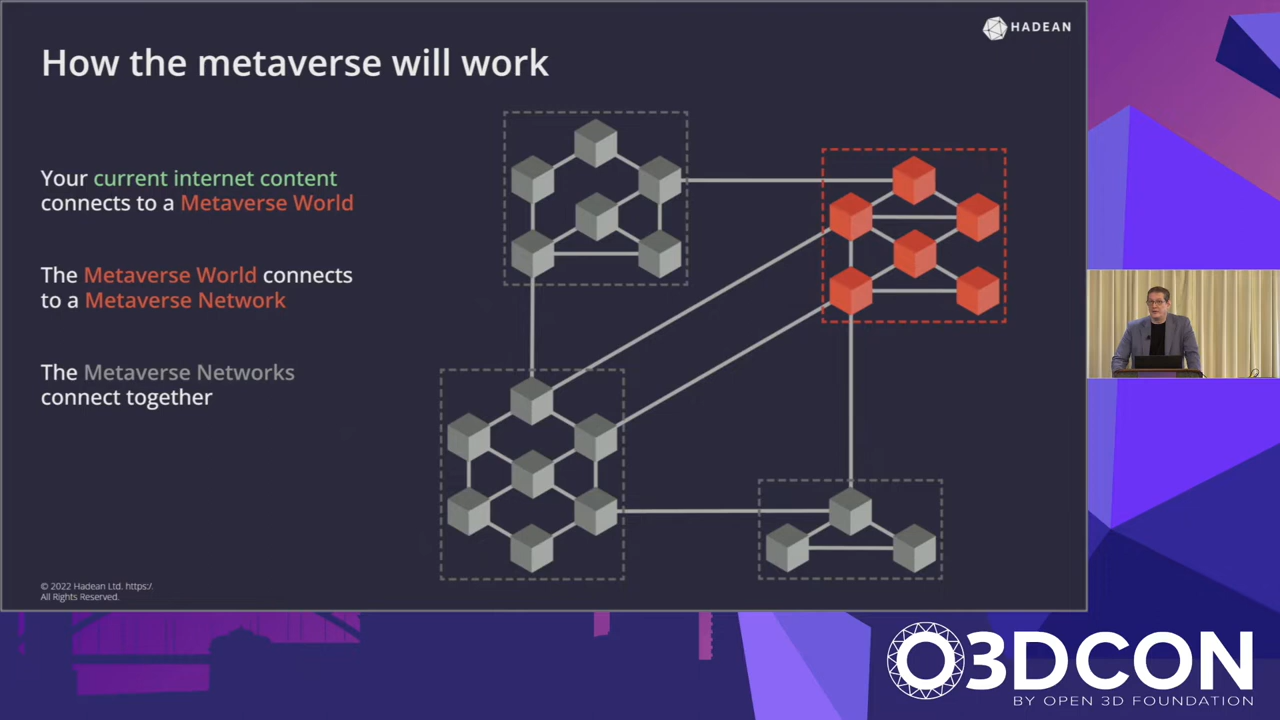 HADEAN
How the metaverse will work
Your current internet content
connects to a Metaverse World
The Metaverse World connects
to a Metaverse Network
The Metaverse Networks
connect together
© 2022 Hadean Ltd. https:/.
All Rights Reserved.
O3DCON
BY OPEN 3D FOUNDATION